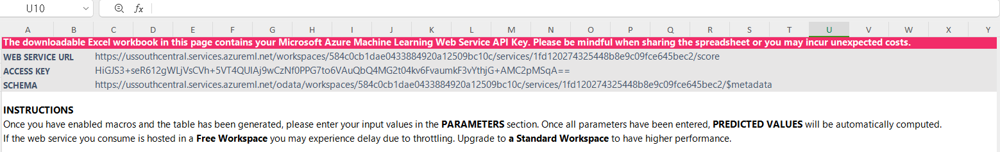 U10
fx
A B C D E F G H I J K L M N O P Q R S T U V W X Y
The downloadable Excel workbook in this page contains your Microsoft Azure Machine Learning Web Service API Key. Please be mindful when sharing the spreadsheet or you may incur unexpected costs.
WEB SERVICE URL https://ussouthcentral.services.azureml.net/workspaces/584c0cb1dae0433884920a12509bc10c/services/1fd120274325448b8e9c09fce645bec2/score
ACCESS KEY HiGJS3+seR612gWLjVsCVh+5VT4QUlAj9wCzNf0PPG7to6VAuQbQ4MG2t04kv6FvaumkF3vYthjG+AMC2pMSqA==
SCHEMA https://ussouthcentral.services.azureml.net/odata/workspaces/584c0cb1dae0433884920a12509bc10c/services/1fd120274325448b8e9c09fce645bec2/$metadata
INSTRUCTIONS
Once you have enabled macros and the table has been generated, please enter your input values in the PARAMETERS section. Once all parameters have been entered, PREDICTED VALUES will be automatically computed.
If the web service you consume is hosted in a Free Workspace you may experience delay due to throttling. Upgrade to a Standard Workspace to have higher performance.